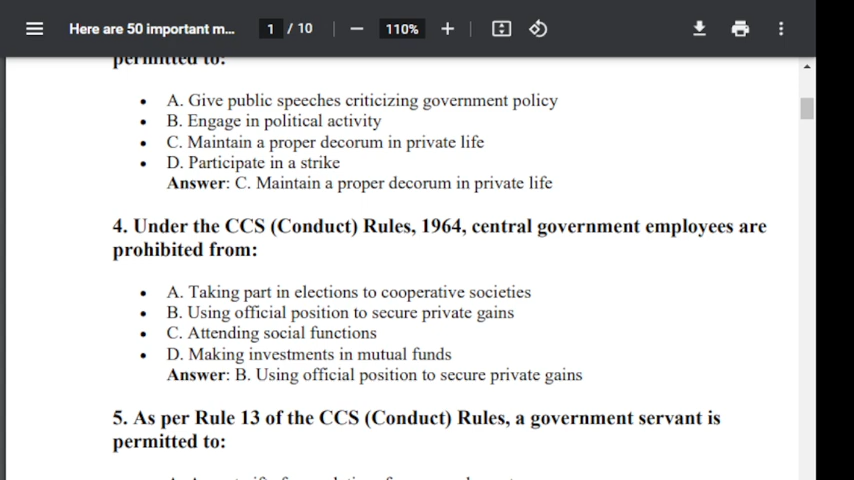 Here are 50 important m... 1 / 10 110%
permitted to:
• A. Give public speeches criticizing government policy
• B. Engage in political activity
• C. Maintain a proper decorum in private life
• D. Participate in a strike
Answer: C. Maintain a proper decorum in private life
4. Under the CCS (Conduct) Rules, 1964, central government employees are
prohibited from:
• A. Taking part in elections to cooperative societies
• B. Using official position to secure private gains
• C. Attending social functions
• D. Making investments in mutual funds
Answer: B. Using official position to secure private gains
5. As per Rule 13 of the CCS (Conduct) Rules, a government servant is
permitted to: